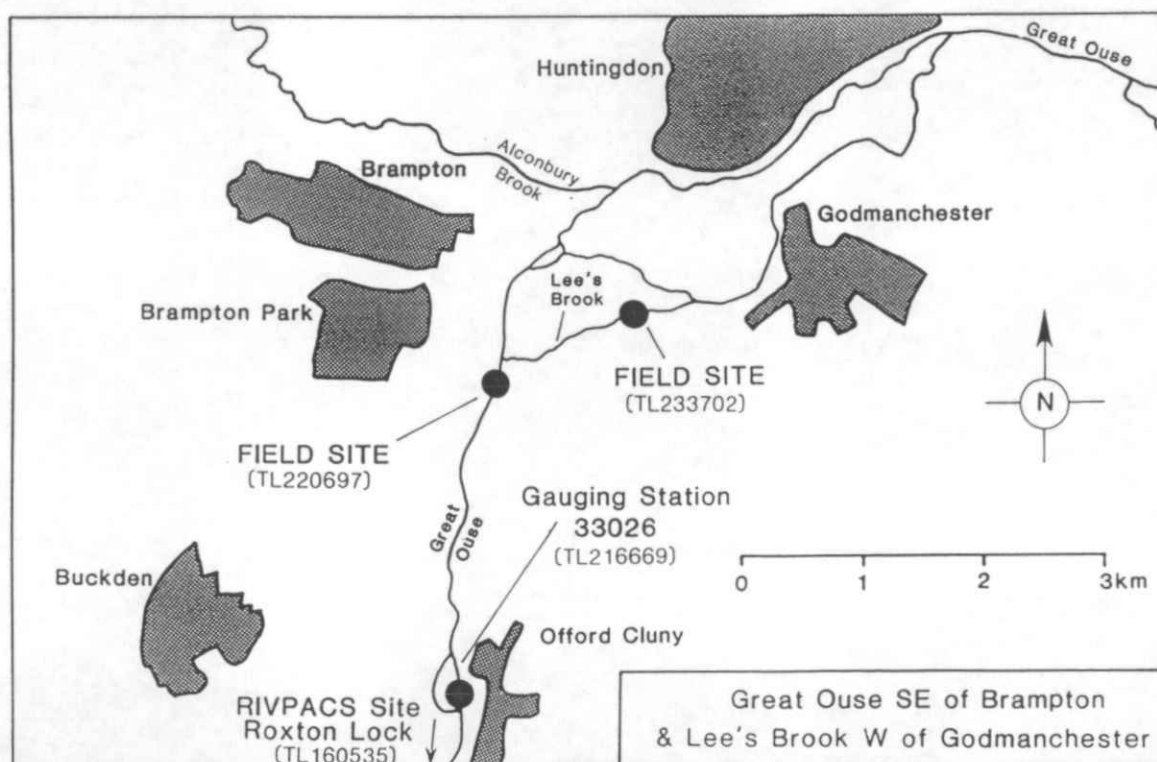 Great Ouse
Huntingdon
Alconbury
Brook
Brampton
Godmanchester
Lee's
Brook
Brampton Park
FIELD SITE
(TL233702)
N
FIELD SITE
(TL220697)
Gauging Station
33026
(TL216669)
Great
Ouse
0 1 2 3km
Buckden
Offord Cluny
RIVPACS Site
Roxton Lock
(TL160535)
Great Ouse SE of Brampton
& Lee's Brook W of Godmanchester